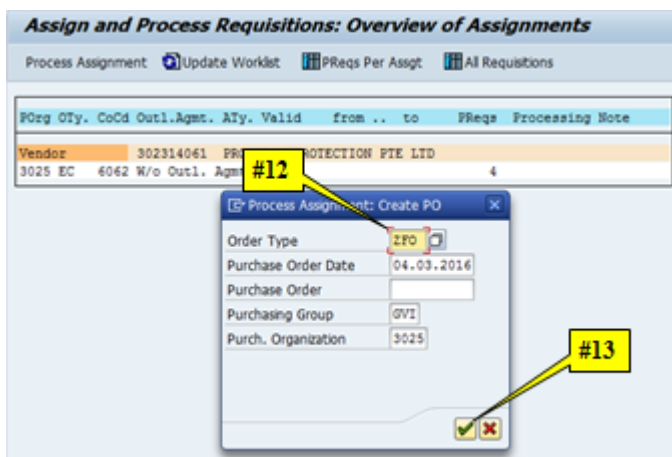 Assign and Process Requisitions: Overview of Assignments
Process Assignment Update Worklist PReqs Per Assgt All Requisitions
POrg OTy. CoCd Outl.Agmt. ATy. Valid from .. to PReqs Processing Note
Vendor 302314061 PTE LTD
3025 EC 6062 W/o Outl. Agmt 4
#12
Process Assignment: Create PO
Order Type ZFO
Purchase Order Date 04.03.2016
Purchase Order
Purchasing Group GVI
Purch. Organization 3025
#13